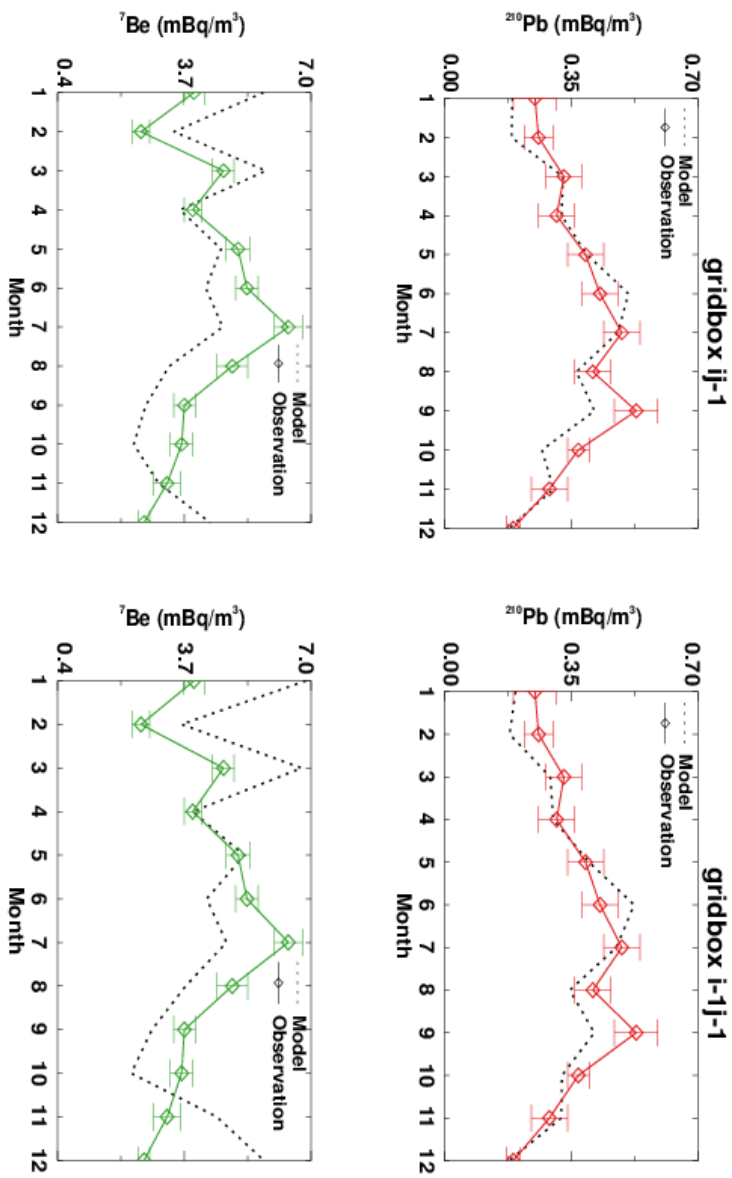 gridbox ij-1
²¹⁰Pb (mBq/m³)
0.70
0.35
0.00
Model
Observation
1 2 3 4 5 6 7 8 9 10 11 12
Month
gridbox i-1j-1
²¹⁰Pb (mBq/m³)
0.70
0.35
0.00
Model
Observation
1 2 3 4 5 6 7 8 9 10 11 12
Month
⁷Be (mBq/m³)
7.0
3.7
0.4
Model
Observation
1 2 3 4 5 6 7 8 9 10 11 12
Month
⁷Be (mBq/m³)
7.0
3.7
0.4
Model
Observation
1 2 3 4 5 6 7 8 9 10 11 12
Month